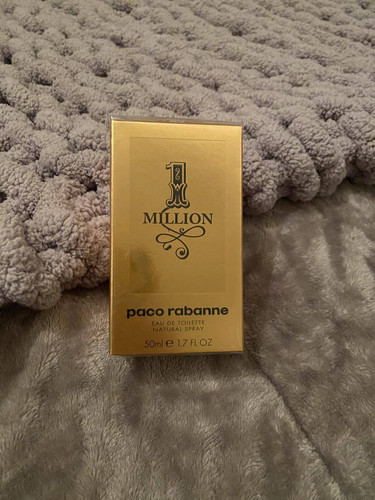 1
MILLION
paco rabanne
EAU DE TOILETTE
NATURAL SPRAY
50ml e 1.7 FL.OZ